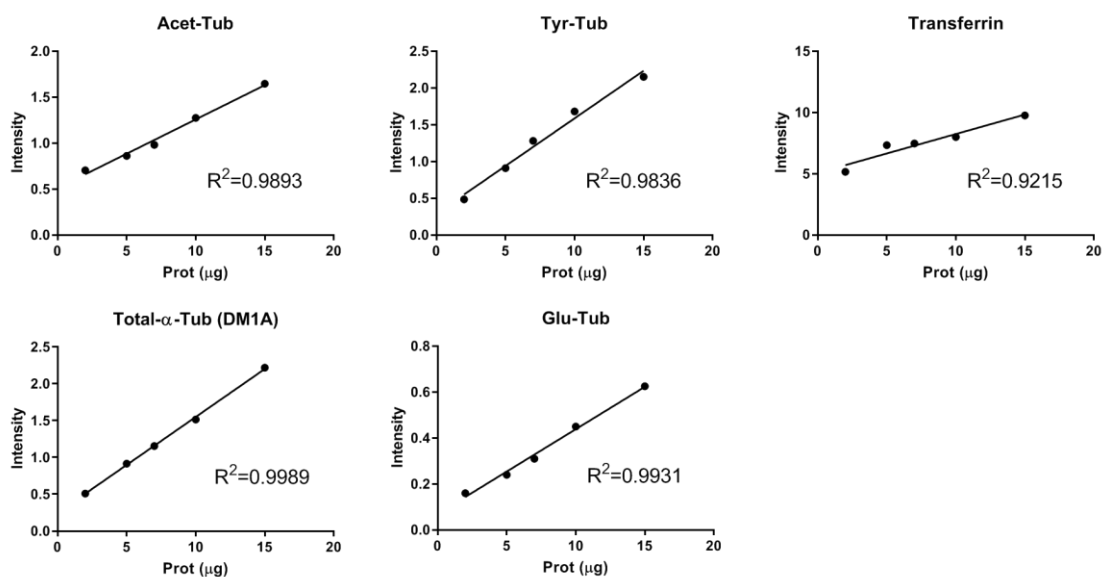 Acet-Tub
2.0
1.5
1.0
0.5
0.0
Intensity
R²=0.9893
0 5 10 15 20
Prot (μg)
Tyr-Tub
2.5
2.0
1.5
1.0
0.5
0.0
Intensity
R²=0.9836
0 5 10 15 20
Prot (μg)
Transferrin
15
10
5
0
Intensity
R²=0.9215
0 5 10 15 20
Prot (μg)
Total-α-Tub (DM1A)
2.5
2.0
1.5
1.0
0.5
0.0
Intensity
R²=0.9989
0 5 10 15 20
Prot (μg)
Glu-Tub
0.8
0.6
0.4
0.2
0.0
Intensity
R²=0.9931
0 5 10 15 20
Prot (μg)